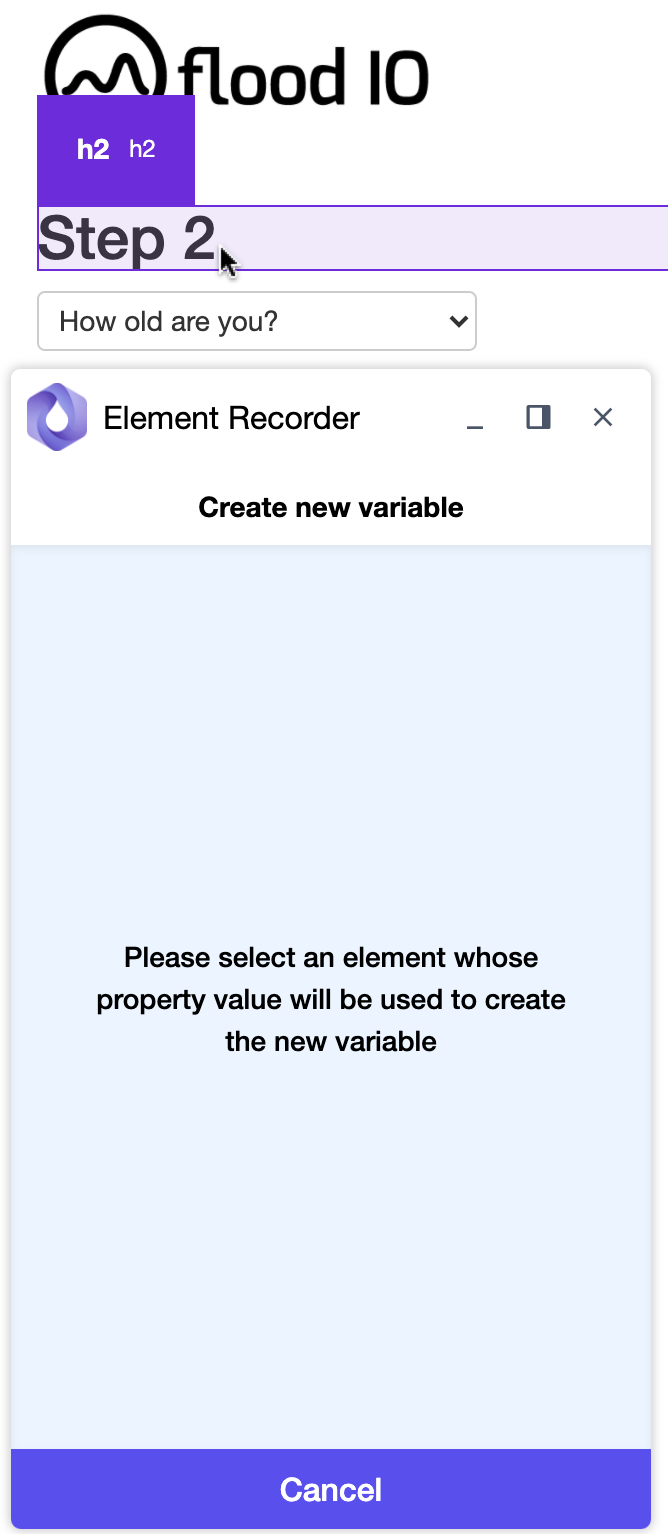 flood IO
h2 h2
Step 2
How old are you?
Element Recorder
Create new variable
Please select an element whose
property value will be used to create
the new variable
Cancel